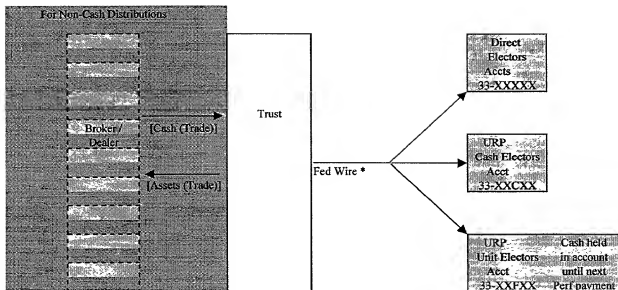 For Non-Cash Distributions
Broker/
Dealer
[Cash (Trade)]
[Assets (Trade)]
Trust
Fed Wire *
Direct
Electors
Accts
33-XXXXX
URP
Cash Electors
Acct
33-XXCXX
URP
Unit Electors
Acct
33-XXFXX
Cash held
in account
until next
Perf payment